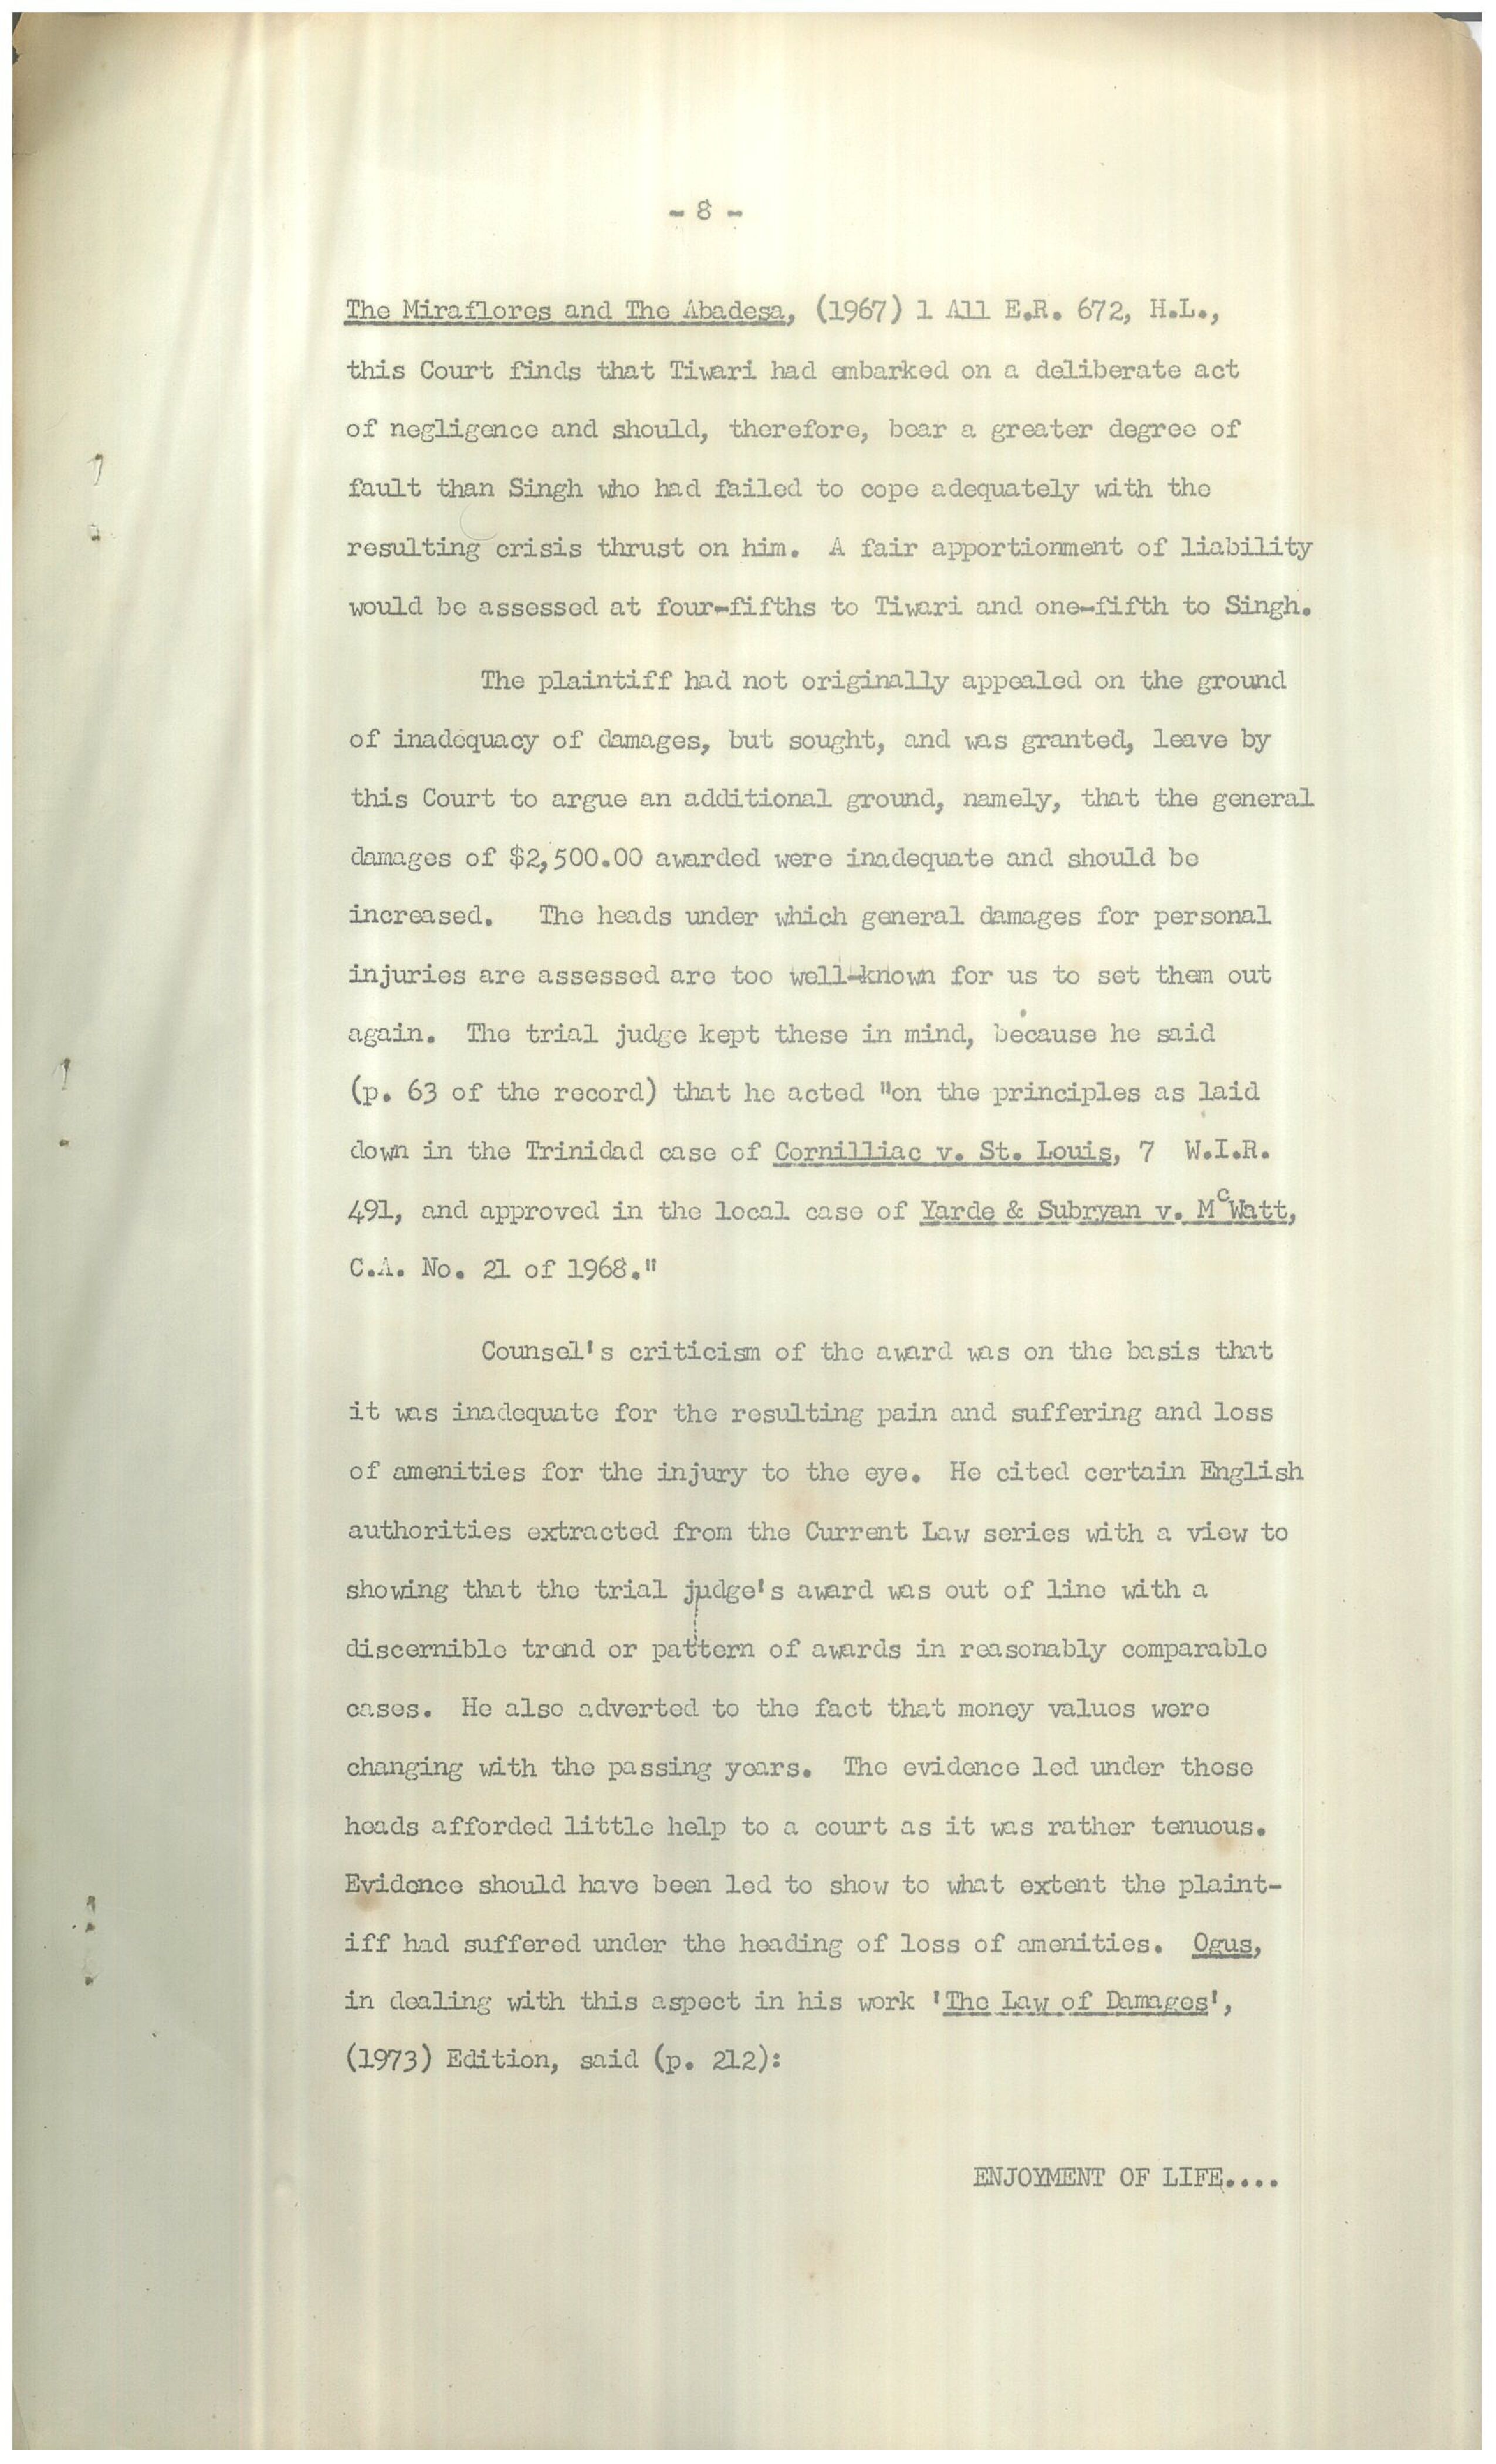 - 8 -
The Miraflores and The Abadesa, (1967) 1 All E.R. 672, H.L.,
this Court finds that Tiwari had embarked on a deliberate act
of negligence and should, therefore, bear a greater degree of
fault than Singh who had failed to cope adequately with the
resulting crisis thrust on him. A fair apportionment of liability
would be assessed at four-fifths to Tiwari and one-fifth to Singh.
The plaintiff had not originally appealed on the ground
of inadequacy of damages, but sought, and was granted, leave by
this Court to argue an additional ground, namely, that the general
damages of $2,500.00 awarded were inadequate and should be
increased. The heads under which general damages for personal
injuries are assessed are too well-known for us to set them out
again. The trial judge kept these in mind, because he said
(p. 63 of the record) that he acted "on the principles as laid
down in the Trinidad case of Cornilliac v. St. Louis, 7 W.I.R.
491, and approved in the local case of Yarde & Subryan v. McWatt,
C.A. No. 21 of 1968."
Counsel's criticism of the award was on the basis that
it was inadequate for the resulting pain and suffering and loss
of amenities for the injury to the eye. He cited certain English
authorities extracted from the Current Law series with a view to
showing that the trial judge's award was out of line with a
discernible trend or pattern of awards in reasonably comparable
cases. He also adverted to the fact that money values were
changing with the passing years. The evidence led under these
heads afforded little help to a court as it was rather tenuous.
Evidence should have been led to show to what extent the plaint-
iff had suffered under the heading of loss of amenities. Ogus,
in dealing with this aspect in his work 'The Law of Damages',
(1973) Edition, said (p. 212):
ENJOYMENT OF LIFE....